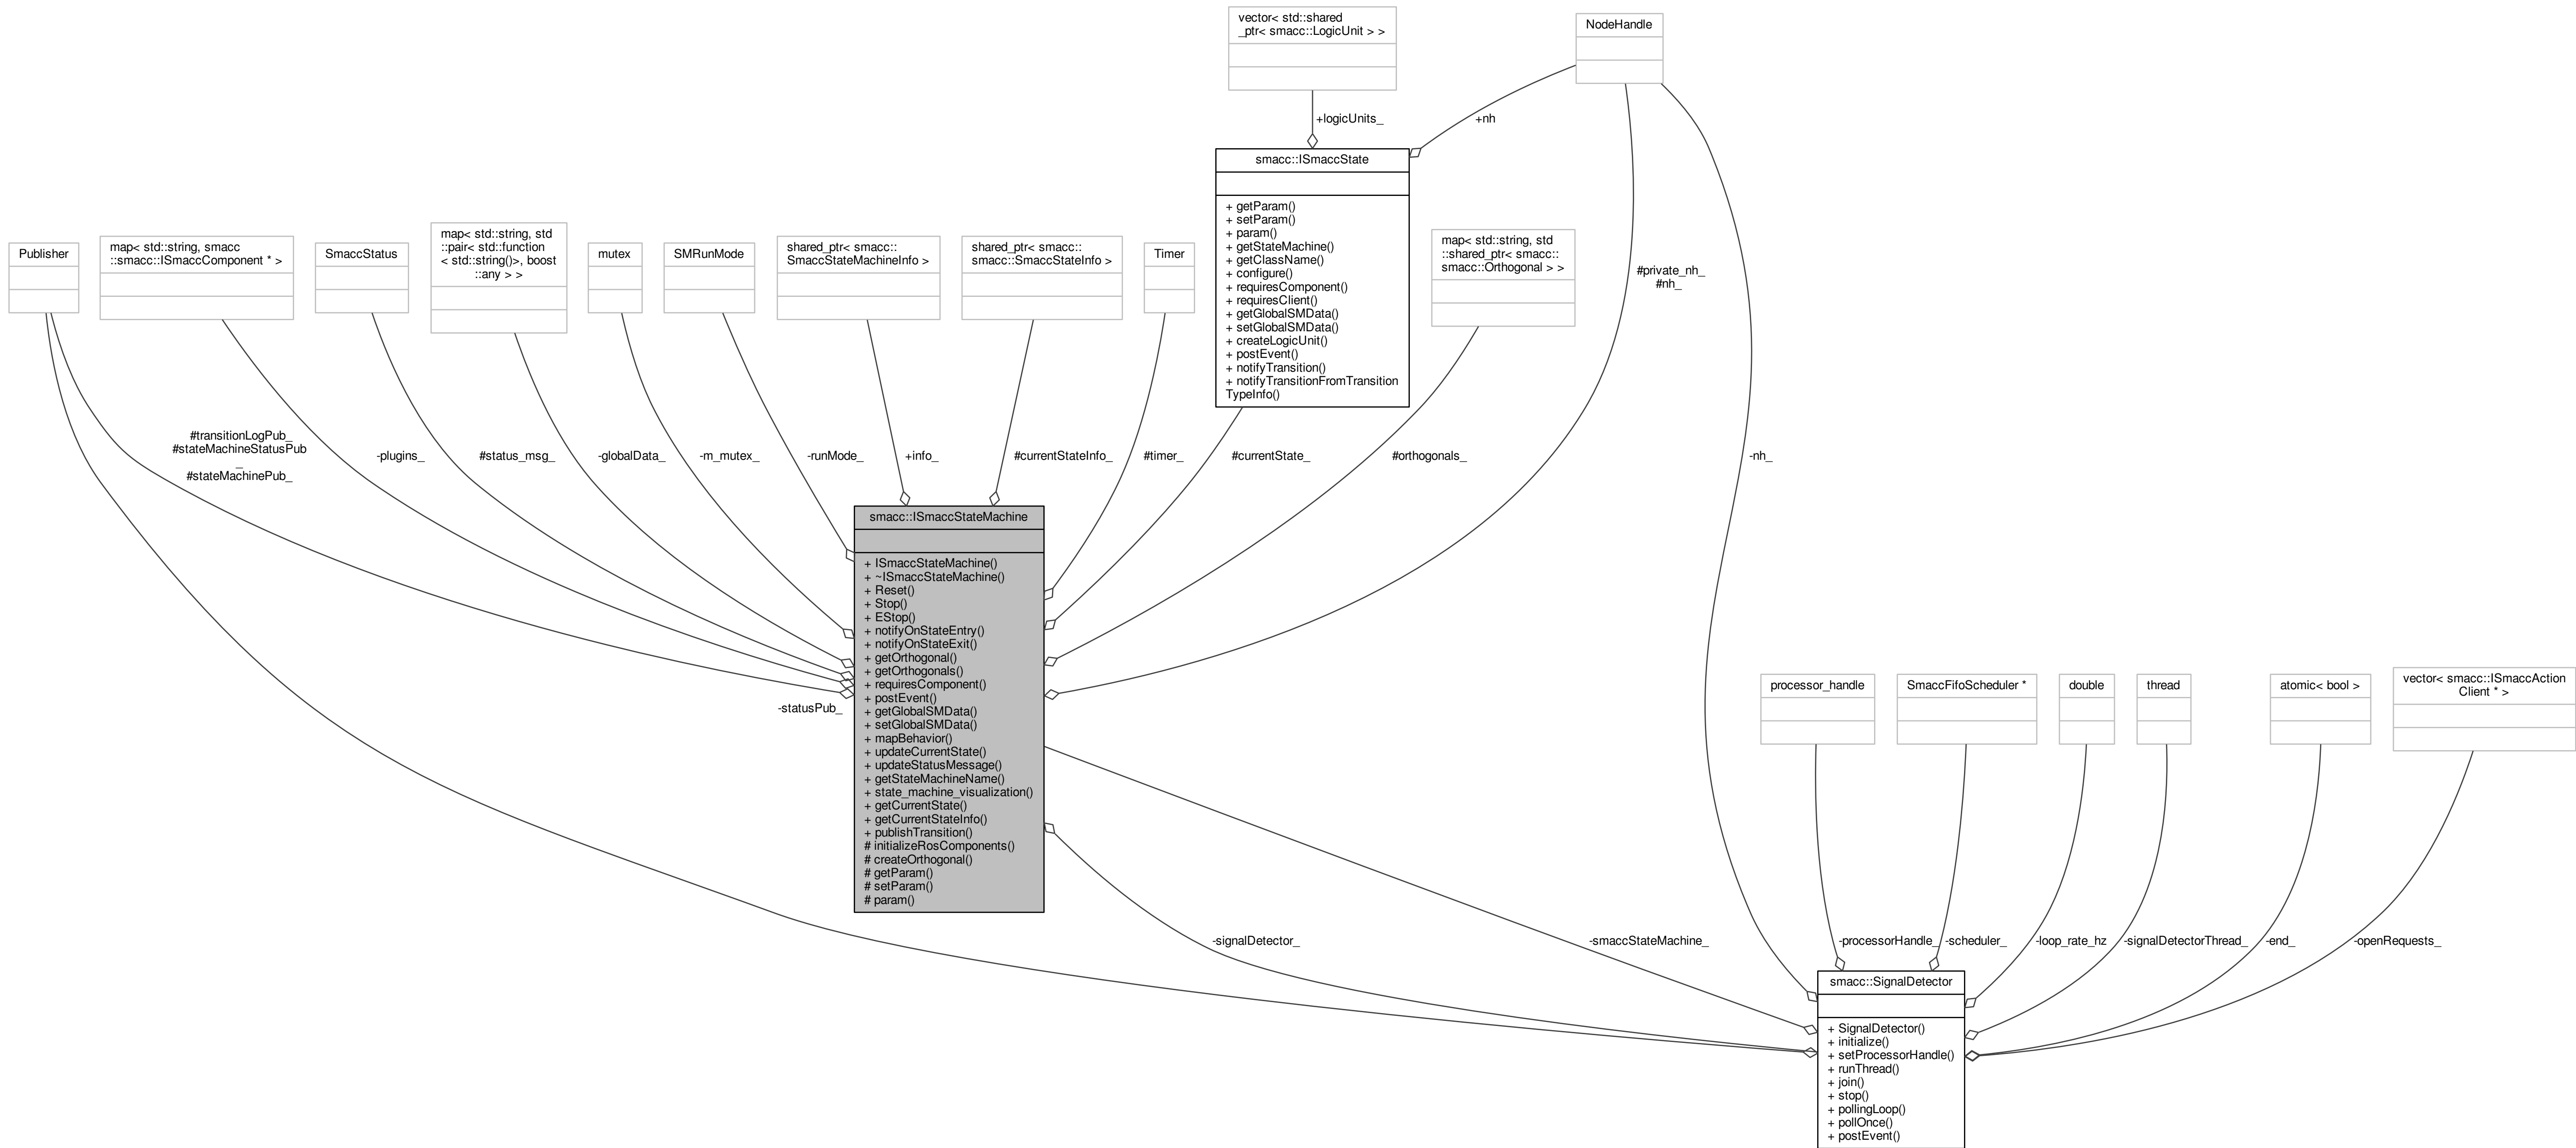 vector< std::shared
_ptr< smacc::LogicUnit > >
NodeHandle
+logicUnits_
+nh
smacc::ISmaccState
+ getParam()
+ setParam()
+ param()
+ getStateMachine()
+ getClassName()
+ configure()
+ requiresComponent()
+ requiresClient()
+ getGlobalSMData()
+ setGlobalSMData()
+ createLogicUnit()
+ postEvent()
+ notifyTransition()
+ notifyTransitionFromTransition
TypeInfo()
Publisher
map< std::string, smacc
::smacc::ISmaccComponent * >
SmaccStatus
map< std::string, std
::pair< std::function
< std::string()>, boost
::any > >
mutex
SMRunMode
shared_ptr< smacc::
SmaccStateMachineInfo >
shared_ptr< smacc::
smacc::SmaccStateInfo >
Timer
map< std::string, std
::shared_ptr< smacc::
smacc::Orthogonal > >
#private_nh_
#nh_
#transitionLogPub_
#stateMachineStatusPub
_
#stateMachinePub_
-plugins_
#status_msg_
-globalData_
-m_mutex_
-runMode_
+info_
#currentStateInfo_
#timer_
#currentState_
#orthogonals_
-nh_
smacc::ISmaccStateMachine
+ ISmaccStateMachine()
+ ~ISmaccStateMachine()
+ Reset()
+ Stop()
+ EStop()
+ notifyOnStateEntry()
+ notifyOnStateExit()
+ getOrthogonal()
+ getOrthogonals()
+ requiresComponent()
+ postEvent()
+ getGlobalSMData()
+ setGlobalSMData()
+ mapBehavior()
+ updateCurrentState()
+ updateStatusMessage()
+ getStateMachineName()
+ state_machine_visualization()
+ getCurrentState()
+ getCurrentStateInfo()
+ publishTransition()
# initializeRosComponents()
# createOrthogonal()
# getParam()
# setParam()
# param()
-statusPub_
processor_handle
SmaccFifoScheduler *
double
thread
atomic< bool >
vector< smacc::ISmaccAction
Client * >
-signalDetector_
-smaccStateMachine_
-processorHandle_
-scheduler_
-loop_rate_hz
-signalDetectorThread_
-end_
-openRequests_
smacc::SignalDetector
+ SignalDetector()
+ initialize()
+ setProcessorHandle()
+ runThread()
+ join()
+ stop()
+ pollingLoop()
+ pollOnce()
+ postEvent()